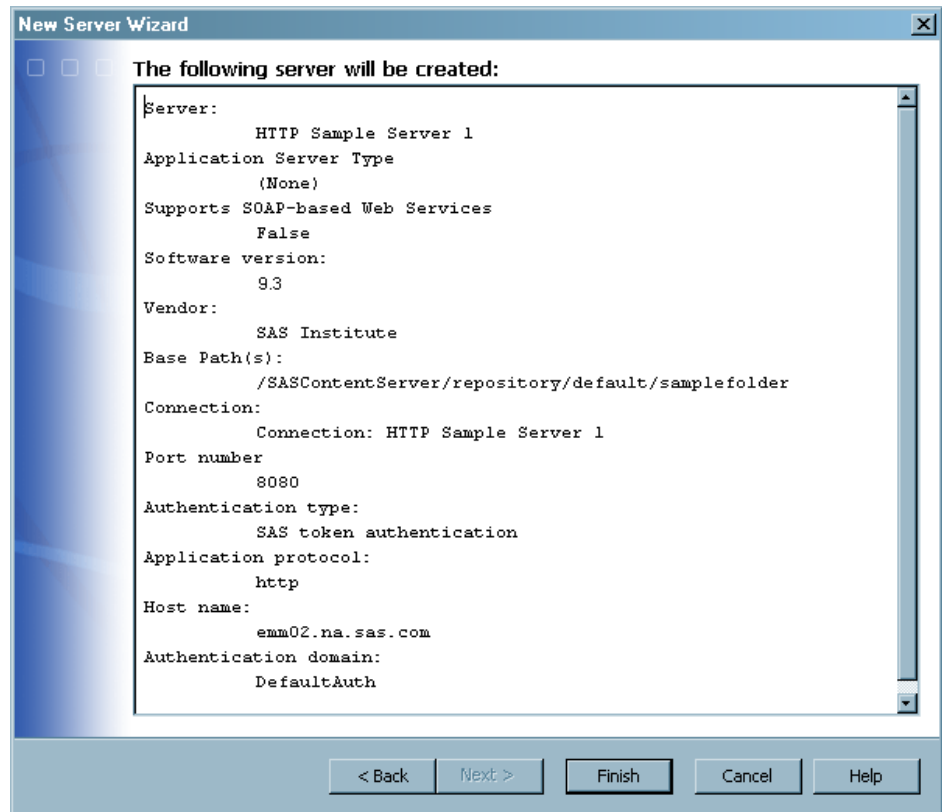 New Server Wizard
The following server will be created:
Server:
HTTP Sample Server 1
Application Server Type
(None)
Supports SOAP-based Web Services
False
Software version:
9.3
Vendor:
SAS Institute
Base Path(s):
/SASContentServer/repository/default/samplefolder
Connection:
Connection: HTTP Sample Server 1
Port number
8080
Authentication type:
SAS token authentication
Application protocol:
http
Host name:
emm02.na.sas.com
Authentication domain:
DefaultAuth
< Back Next > Finish Cancel Help